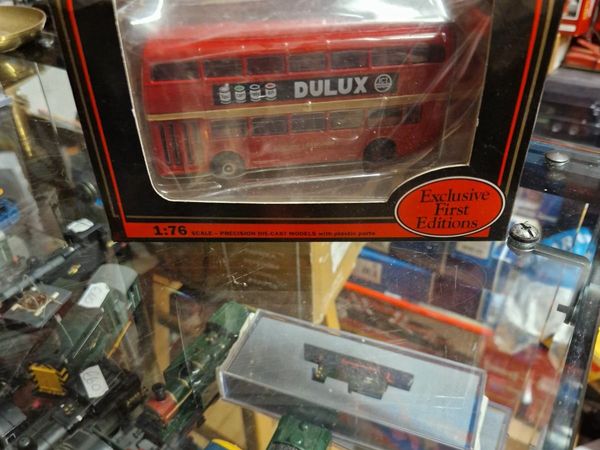 DULUX
Exclusive
First
Editions
1:76 SCALE – PRECISION DIE-CAST MODELS with plastic parts